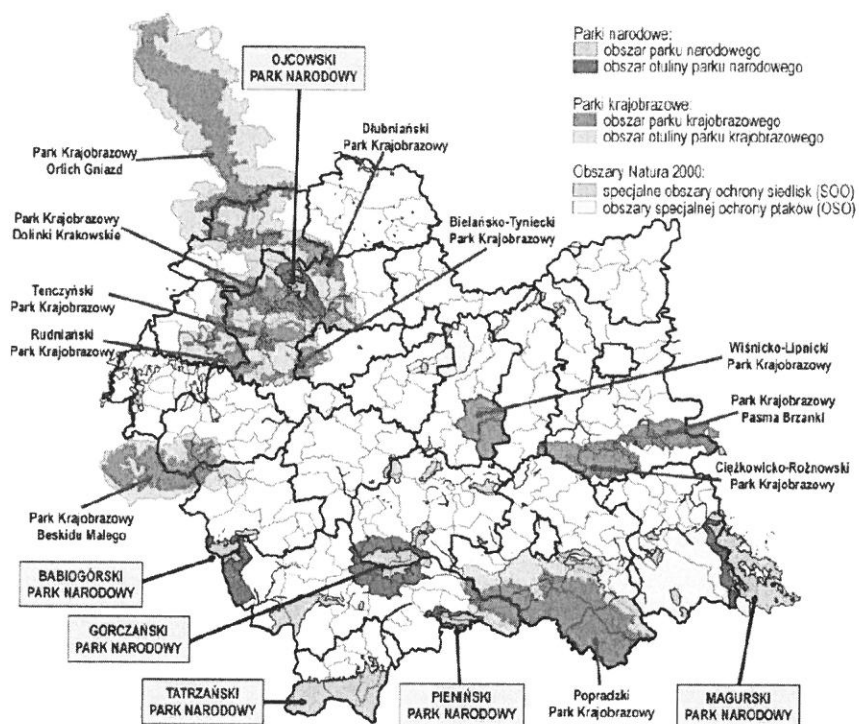 Parki narodowe:
obszar parku narodowego
obszar otuliny parku narodowego
Parki krajobrazowe:
obszar parku krajobrazowego
obszar otuliny parku krajobrazowego
Obszary Natura 2000:
specjalne obszary ochrony siedlisk (SOO)
obszary specjalnej ochrony ptaków (OSO)
OJCOWSKI
PARK NARODOWY
Dłubniański
Park Krajobrazowy
Park Krajobrazowy
Orlich Gniazd
Park Krajobrazowy
Dolinki Krakowskie
Bielańsko-Tyniecki
Park Krajobrazowy
Tenczyński
Park Krajobrazowy
Rudniański
Park Krajobrazowy
Wiśnicko-Lipnicki
Park Krajobrazowy
Park Krajobrazowy
Pasma Brzanki
Ciężkowicko-Rożnowski
Park Krajobrazowy
Park Krajobrazowy
Beskidu Małego
BABIOGÓRSKI
PARK NARODOWY
GORCZAŃSKI
PARK NARODOWY
TATRZAŃSKI
PARK NARODOWY
PIENIŃSKI
PARK NARODOWY
Popradzki
Park Krajobrazowy
MAGURSKI
PARK NARODOWY